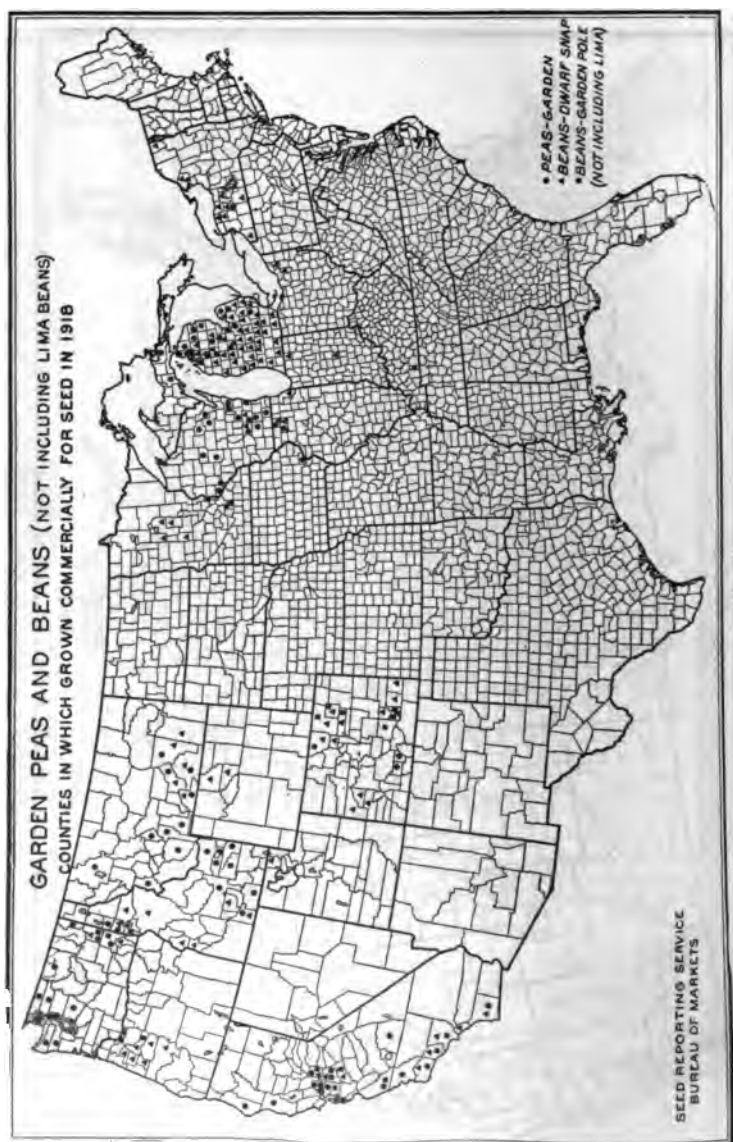 GARDEN PEAS AND BEANS (NOT INCLUDING LIMA BEANS)
COUNTIES IN WHICH GROWN COMMERCIALLY FOR SEED IN 1918
• PEAS-GARDEN
▲ BEANS-DWARF SNAP
■ BEANS-GARDEN POLE
(NOT INCLUDING LIMA)
SEED REPORTING SERVICE
BUREAU OF MARKETS